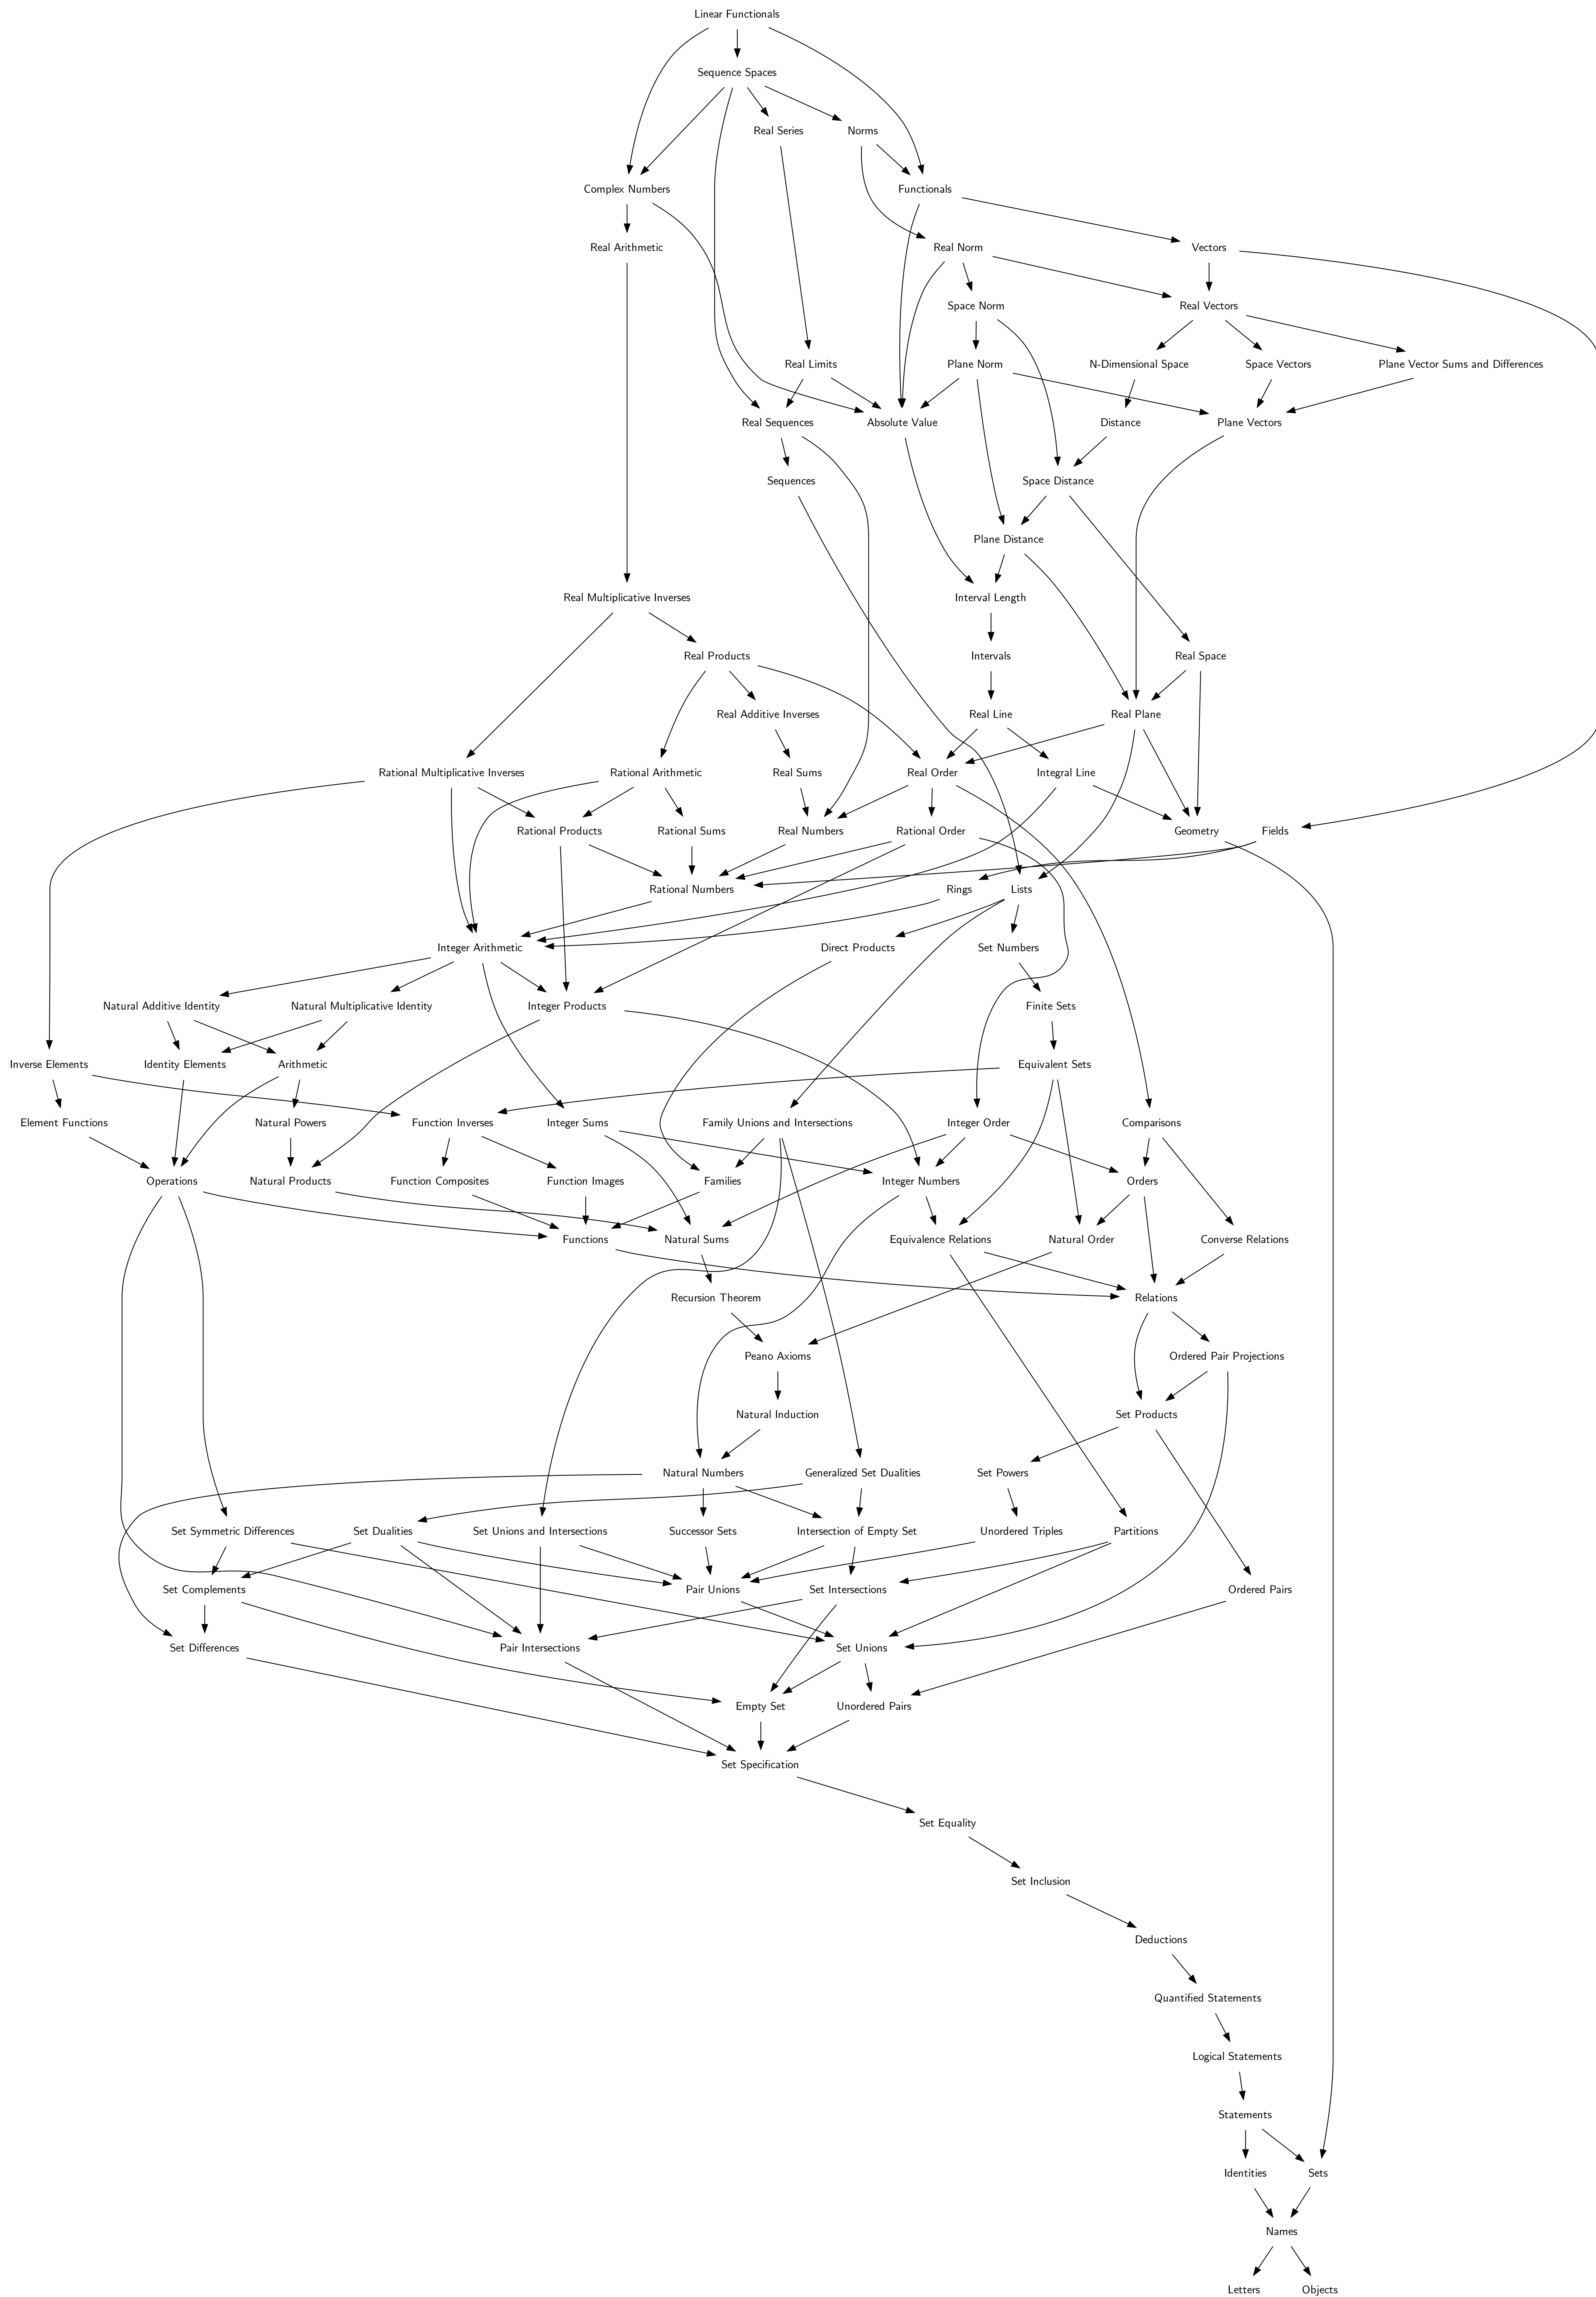 Linear Functionals
Sequence Spaces
Real Series
Norms
Complex Numbers
Functionals
Real Arithmetic
Real Norm
Vectors
Space Norm
Real Vectors
Real Limits
Plane Norm
N-Dimensional Space
Space Vectors
Plane Vector Sums and Differences
Real Sequences
Absolute Value
Distance
Plane Vectors
Sequences
Space Distance
Plane Distance
Real Multiplicative Inverses
Interval Length
Real Products
Intervals
Real Space
Real Additive Inverses
Real Line
Real Plane
Rational Multiplicative Inverses
Rational Arithmetic
Real Sums
Real Order
Integral Line
Rational Products
Rational Sums
Real Numbers
Rational Order
Geometry
Fields
Rational Numbers
Rings
Lists
Integer Arithmetic
Direct Products
Set Numbers
Natural Additive Identity
Natural Multiplicative Identity
Integer Products
Finite Sets
Inverse Elements
Identity Elements
Arithmetic
Equivalent Sets
Element Functions
Natural Powers
Function Inverses
Integer Sums
Family Unions and Intersections
Integer Order
Comparisons
Operations
Natural Products
Function Composites
Function Images
Families
Integer Numbers
Orders
Functions
Natural Sums
Equivalence Relations
Natural Order
Converse Relations
Recursion Theorem
Relations
Peano Axioms
Ordered Pair Projections
Natural Induction
Set Products
Natural Numbers
Generalized Set Dualities
Set Powers
Set Symmetric Differences
Set Dualities
Set Unions and Intersections
Successor Sets
Intersection of Empty Set
Unordered Triples
Partitions
Set Complements
Pair Unions
Set Intersections
Ordered Pairs
Set Differences
Pair Intersections
Set Unions
Empty Set
Unordered Pairs
Set Specification
Set Equality
Set Inclusion
Deductions
Quantified Statements
Logical Statements
Statements
Identities
Sets
Names
Letters
Objects